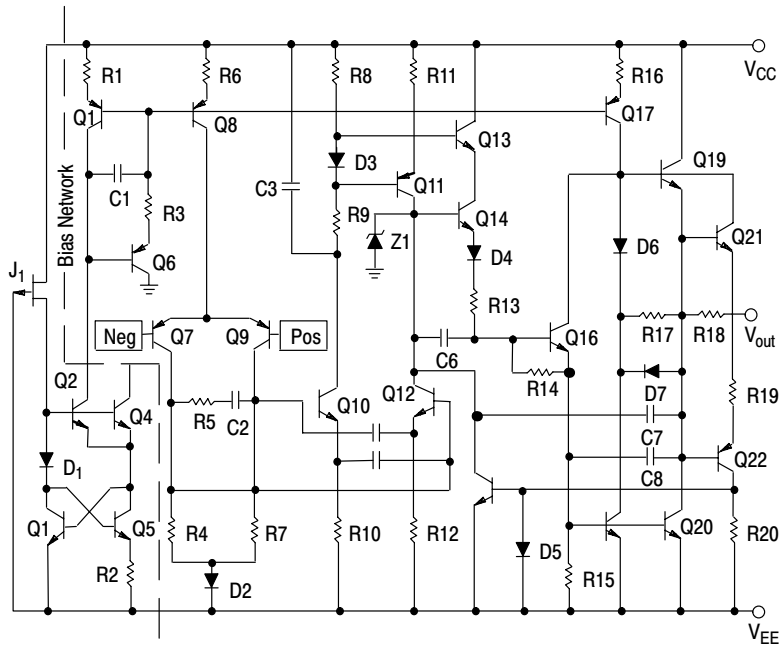 R1
R6
R8
R11
R16
VCC
Q1
Q8
Q17
Bias Network
Q13
Q19
D3
Q11
C1
C3
R3
R9
Q14
Q21
Z1
D6
Q6
D4
J1
R13
Neg
Q7
Q9
Pos
C6
Q16
R17
R18
Vout
Q2
Q4
R5
C2
Q10
Q12
R14
D7
R19
C7
D1
C8
Q22
Q1
Q5
R4
R7
R10
R12
D5
Q20
R20
R2
D2
R15
VEE